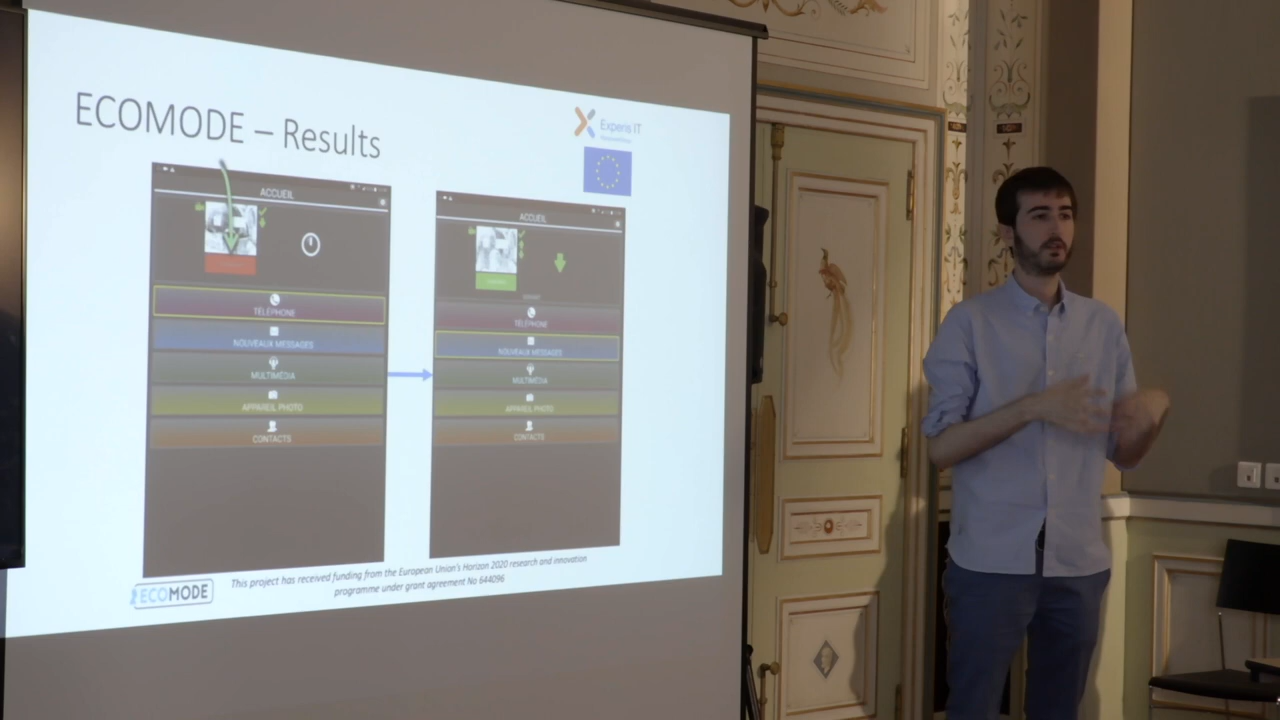 ECOMODE – Results
Experis IT
ACCUEIL
TÉLÉPHONE
NOUVEAUX MESSAGES
MULTIMÉDIA
APPAREIL PHOTO
CONTACTS
ACCUEIL
TÉLÉPHONE
NOUVEAUX MESSAGES
MULTIMÉDIA
APPAREIL PHOTO
CONTACTS
ECOMODE
This project has received funding from the European Union's Horizon 2020 research and innovation
programme under grant agreement No 644096